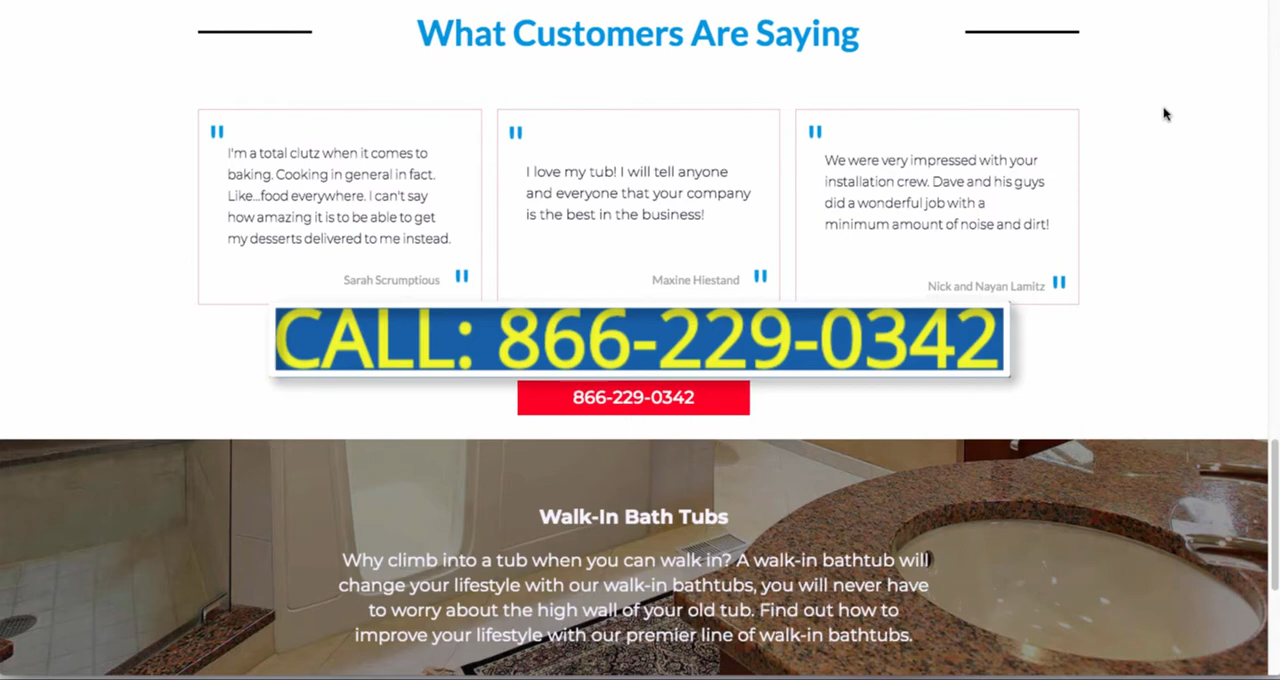 What Customers Are Saying
"
I'm a total clutz when it comes to
baking. Cooking in general in fact.
Like...food everywhere. I can't say
how amazing it is to be able to get
my desserts delivered to me instead.
Sarah Scrumptious "
"
I love my tub! I will tell anyone
and everyone that your company
is the best in the business!
Maxine Hiestand "
"
We were very impressed with your
installation crew. Dave and his guys
did a wonderful job with a
minimum amount of noise and dirt!
Nick and Nayan Lamitz "
CALL: 866-229-0342
866-229-0342
Walk-In Bath Tubs
Why climb into a tub when you can walk in? A walk-in bathtub will
change your lifestyle with our walk-in bathtubs, you will never have
to worry about the high wall of your old tub. Find out how to
improve your lifestyle with our premier line of walk-in bathtubs.